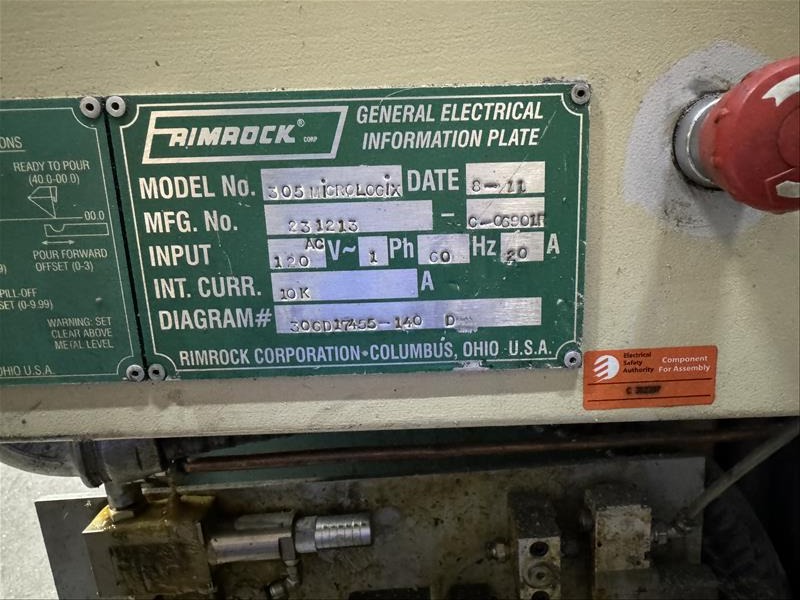 ONS
READY TO POUR
(40.0-00.0)
00.0
POUR FORWARD
OFFSET (0-3)
PILL-OFF
SET (0-9.99)
WARNING: SET
CLEAR ABOVE
METAL LEVEL
OHIO U.S.A.
RIMROCK® CORP
GENERAL ELECTRICAL
INFORMATION PLATE
MODEL No. 305 MiCROLOGiX DATE 8-11
MFG. No. 231213 - C-06901R
INPUT 120 AC V~ 1 Ph 60 Hz 20 A
INT. CURR. 10K A
DIAGRAM# 306D17455-140 D
RIMROCK CORPORATION•COLUMBUS, OHIO U.S.A.
Electrical
Safety
Authority
Component
For Assembly
C